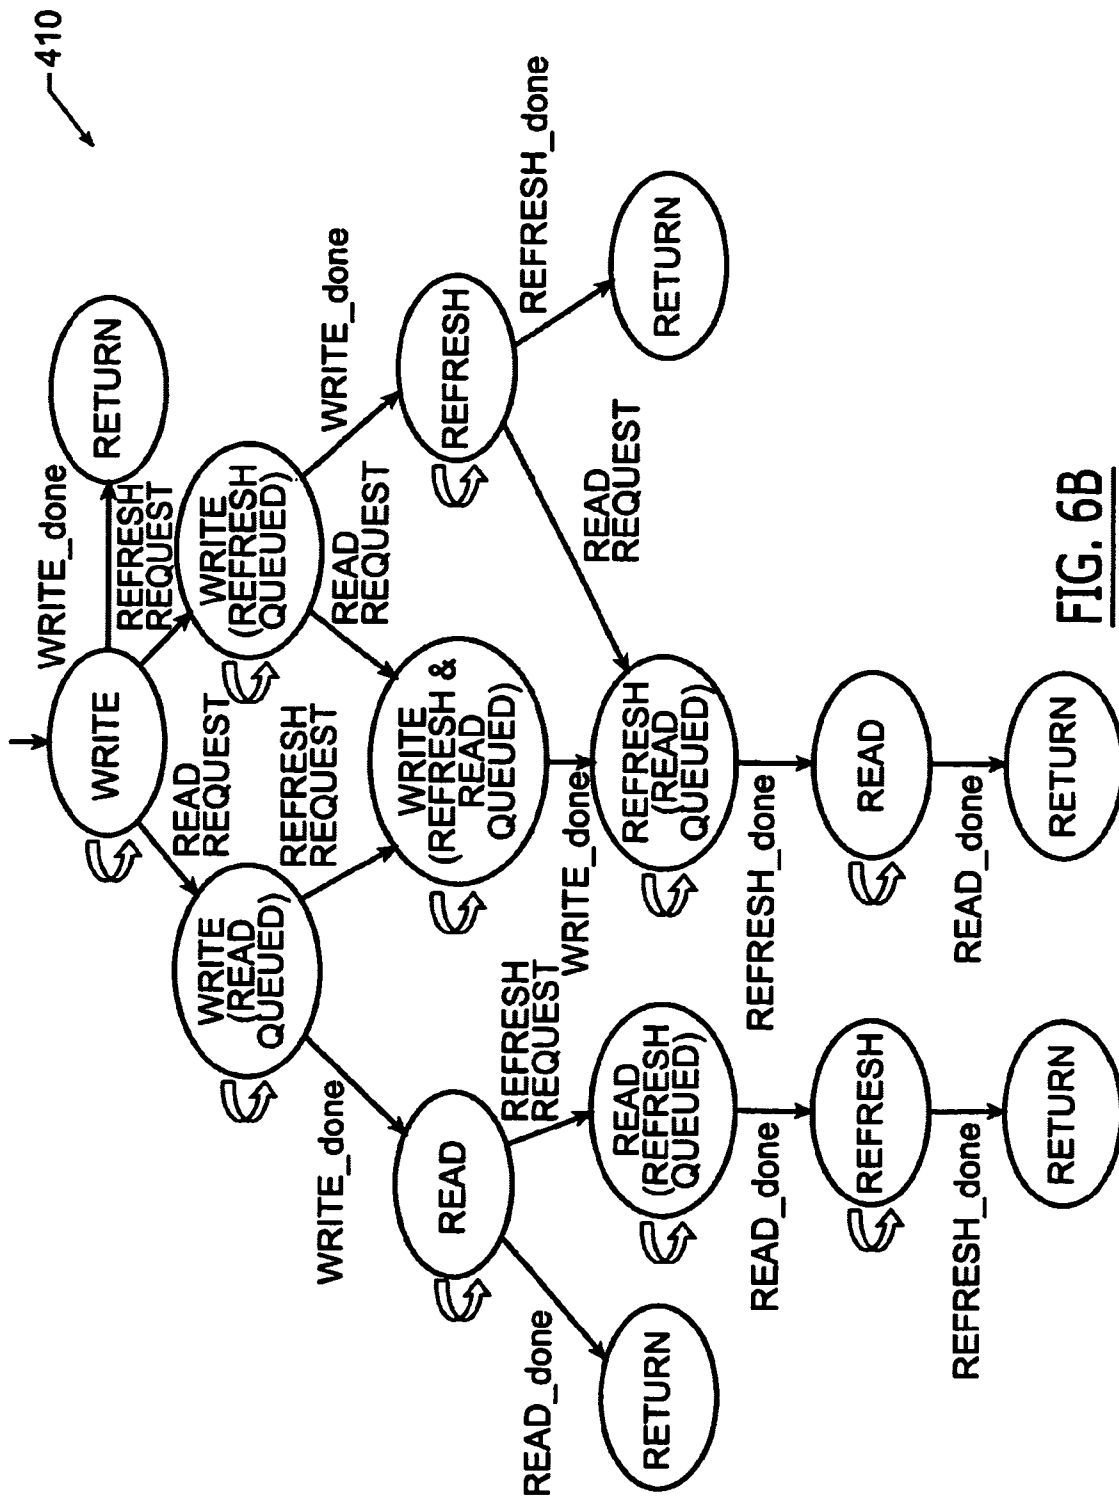 410
WRITE_done
WRITE
RETURN
READ
REQUEST
REFRESH
REQUEST
WRITE
(READ
QUEUED)
REFRESH
REQUEST
WRITE
(REFRESH
QUEUED)
WRITE_done
READ
REQUEST
WRITE_done
READ
WRITE
(REFRESH &
READ
QUEUED)
REFRESH
READ_done
REFRESH
REQUEST
WRITE_done
READ
REQUEST
REFRESH_done
RETURN
READ
(REFRESH
QUEUED)
REFRESH
(READ
QUEUED)
RETURN
READ_done
REFRESH_done
REFRESH
READ
REFRESH_done
READ_done
RETURN
RETURN
FIG. 6B